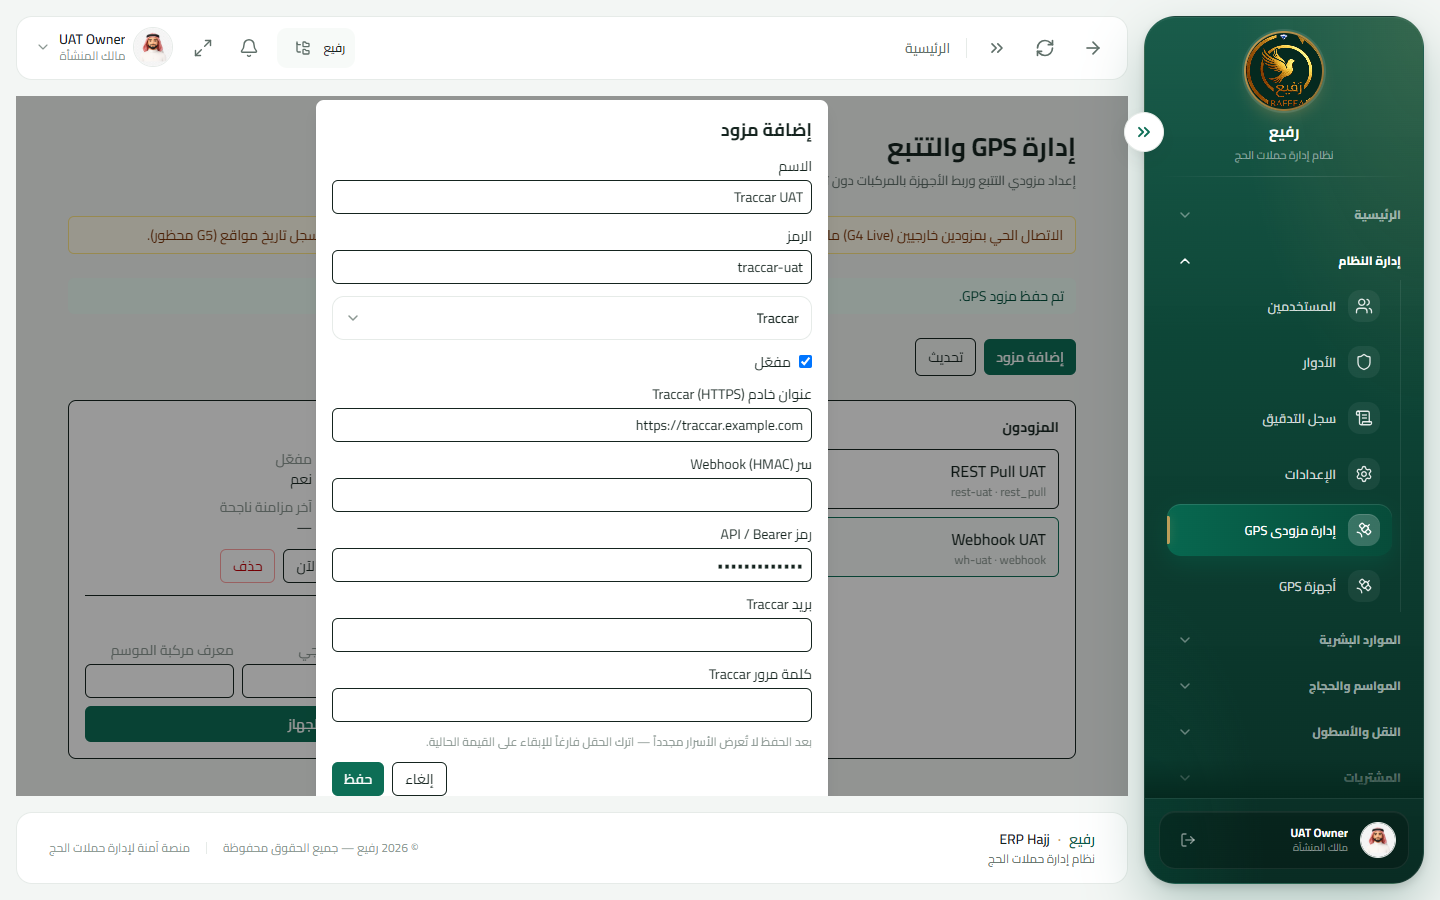 رفيع
RAFEEA
رفيع
نظام إدارة حملات الحج
الرئيسية
إدارة النظام
المستخدمين
الأدوار
سجل التدقيق
الإعدادات
إدارة مزودي GPS
أجهزة GPS
الموارد البشرية
المواسم والحجاج
النقل والأسطول
المشتريات
UAT Owner
مالك المنشأة
الرئيسية
رفيع
UAT Owner
مالك المنشأة
إدارة GPS والتتبع
إعداد مزودي التتبع وربط الأجهزة بالمركبات دون
الاتصال الحي بمزودين خارجيين (G4 Live)
سجل تاريخ مواقع (G5 محظور).
تم حفظ مزود GPS.
إضافة مزود
تحديث
المزودون
REST Pull UAT
rest-uat · rest_pull
Webhook UAT
wh-uat · webhook
مفعّل
نعم
آخر مزامنة ناجحة
—
حذف
معرف مركبة الموسم
إضافة مزود
الاسم
Traccar UAT
الرمز
traccar-uat
Traccar
مفعّل
عنوان خادم Traccar (HTTPS)
https://traccar.example.com
سر Webhook (HMAC)
رمز API / Bearer
•••••••••••••
بريد Traccar
كلمة مرور Traccar
بعد الحفظ لا تُعرض الأسرار مجدداً — اترك الحقل فارغاً للإبقاء على القيمة الحالية.
إلغاء
حفظ
رفيع · ERP Hajj
نظام إدارة حملات الحج
© 2026 رفيع — جميع الحقوق محفوظة
منصة آمنة لإدارة حملات الحج